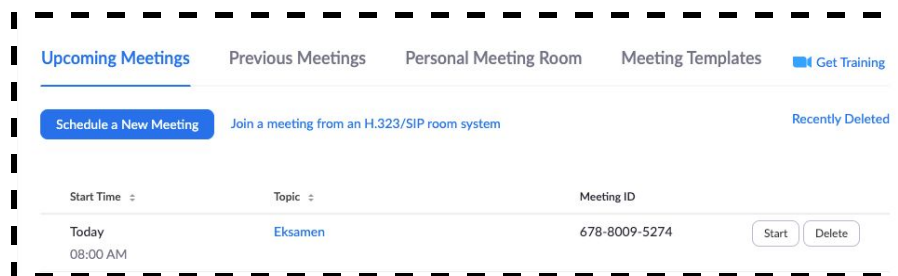 Upcoming Meetings Previous Meetings Personal Meeting Room Meeting Templates Get Training
Schedule a New Meeting Join a meeting from an H.323/SIP room system Recently Deleted
Start Time Topic Meeting ID
Today Eksamen 678-8009-5274 Start Delete
08:00 AM